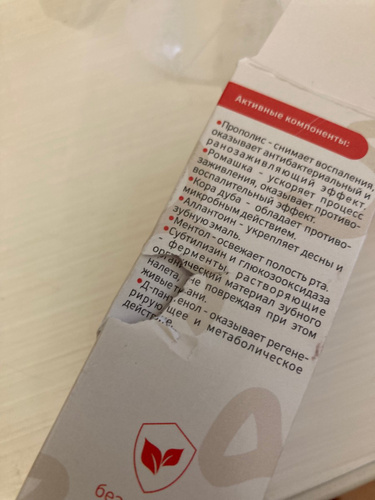 Активные компоненты:
•Прополис - снимает воспаления,
оказывает антибактериальный и
ранозаживляющий эффект.
•Ромашка - ускоряет процесс
заживления, оказывает противо-
воспалительный эффект.
•Кора дуба - обладает противо-
микробным действием.
•Аллантоин - укрепляет десны и
зубную эмаль.
•Ментол - освежает полость рта.
•Субтилизин и глюкозооксидаза
- ферменты, растворяющие
органический материал зубного
налета, не повреждая при этом
живые ткани.
•Д-пантенол - оказывает регене-
рирующее и метаболическое
действие.
без